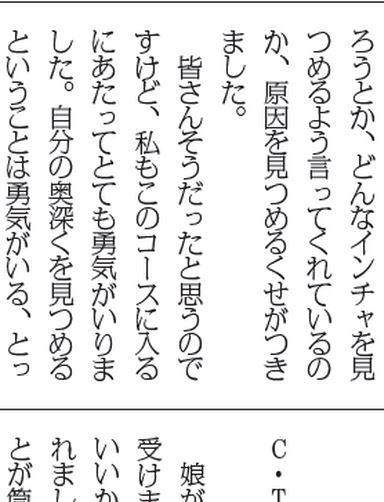 ろうとか、どんなインチャを見
つめるよう言ってくれているの
か、原因を見つめるくせがつき
ました。
皆さんそうだったと思うので
すけど、私もこのコースに入る
にあたってとても勇気がいりま
した。自分の奥深くを見つめる
ということは勇気がいる、とっ
C・T
娘が
受けま
いいか
れまし
とが